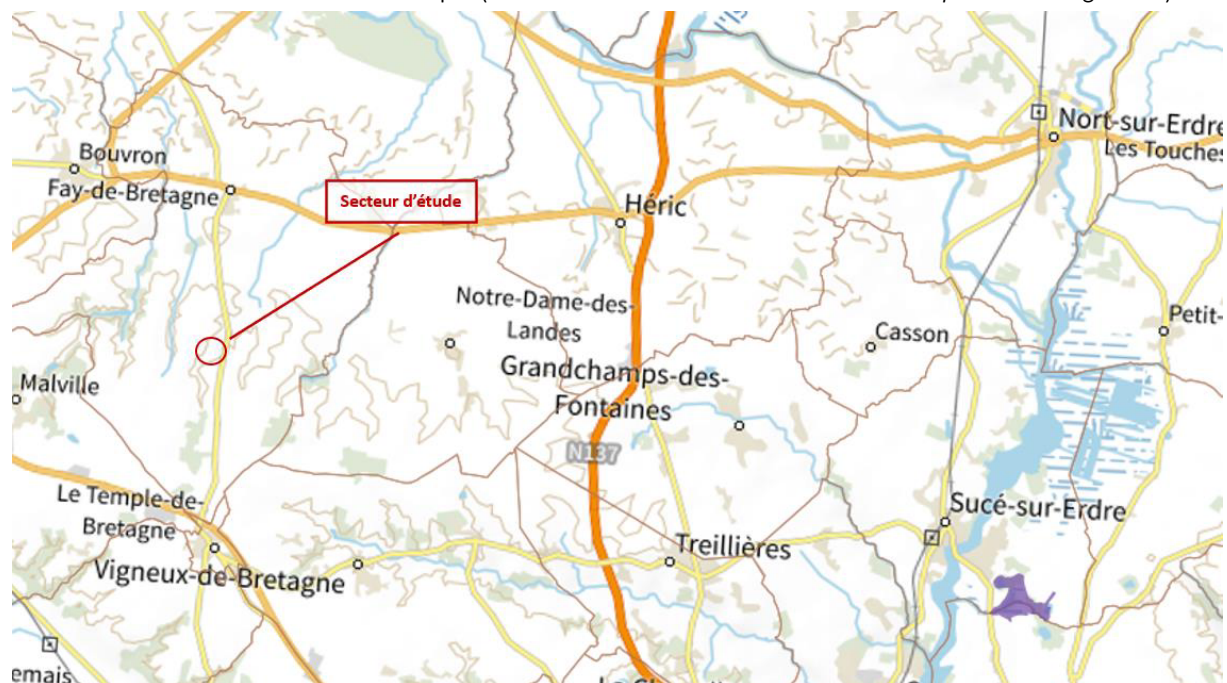 Nort-sur-Erdre
Les Touches
Bouvron
Fay-de-Bretagne
Secteur d'étude
Héric
Notre-Dame-des-
Landes
Petit-
Casson
Grandchamps-des-
Fontaines
Malville
N137
Le Temple-de-
Bretagne
Sucé-sur-Erdre
Treillières
Vigneux-de-Bretagne
emais